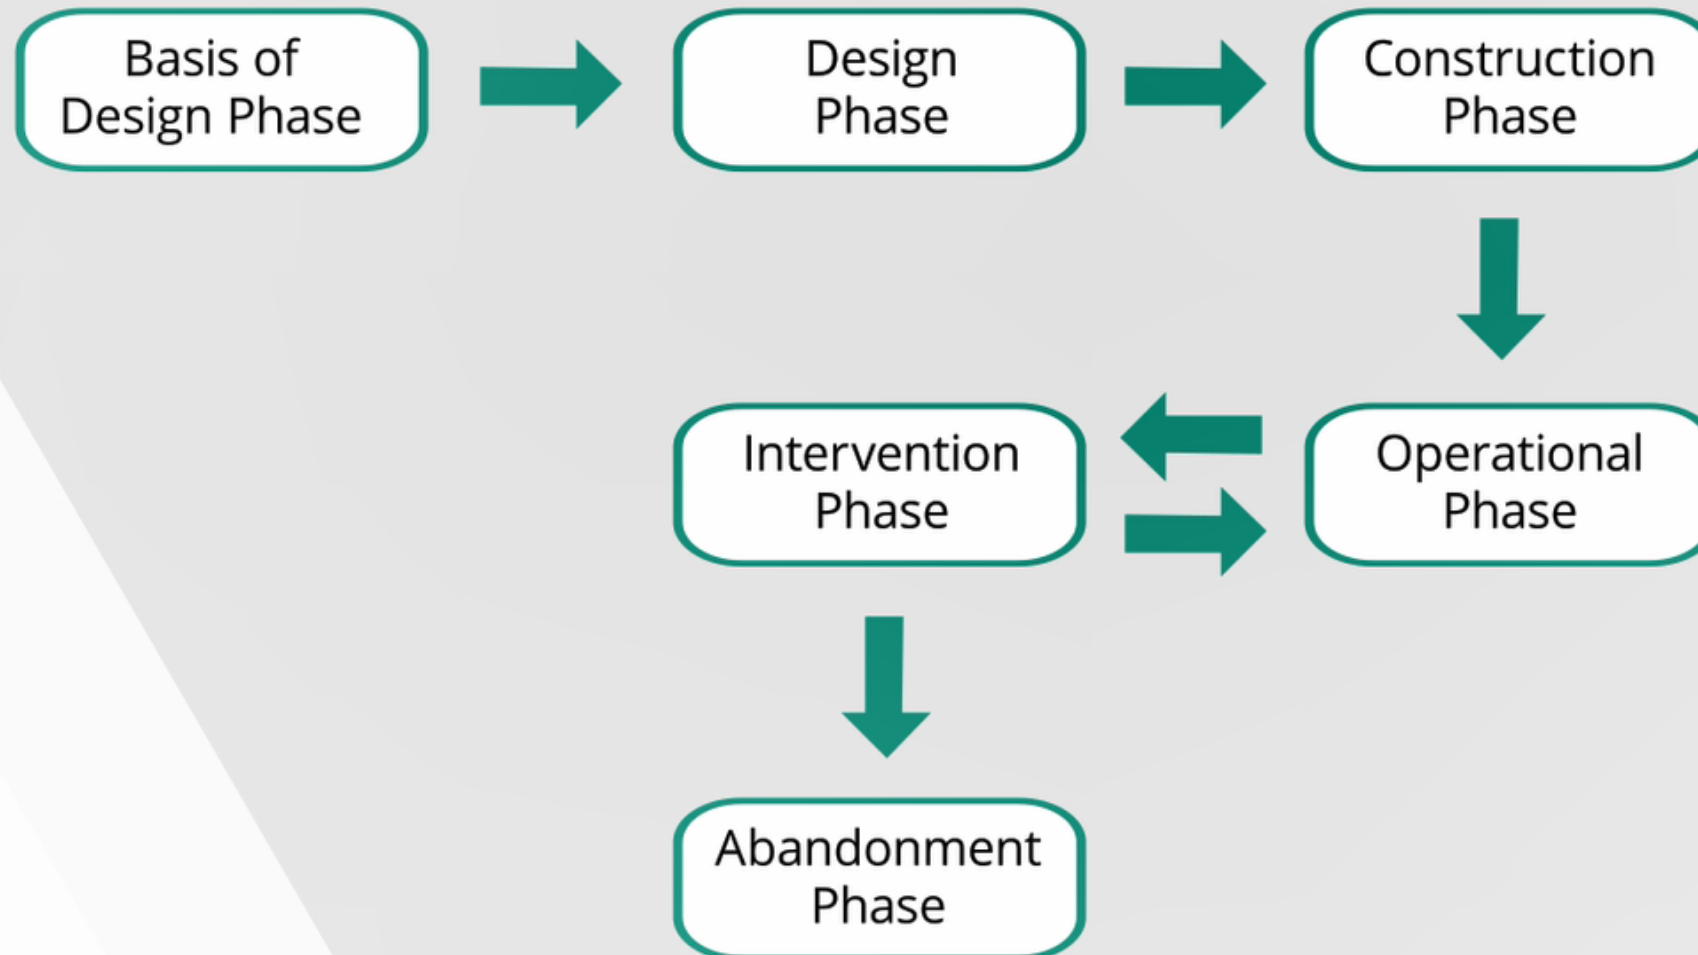 Basis of
Design Phase
Design
Phase
Construction
Phase
Intervention
Phase
Operational
Phase
Abandonment
Phase